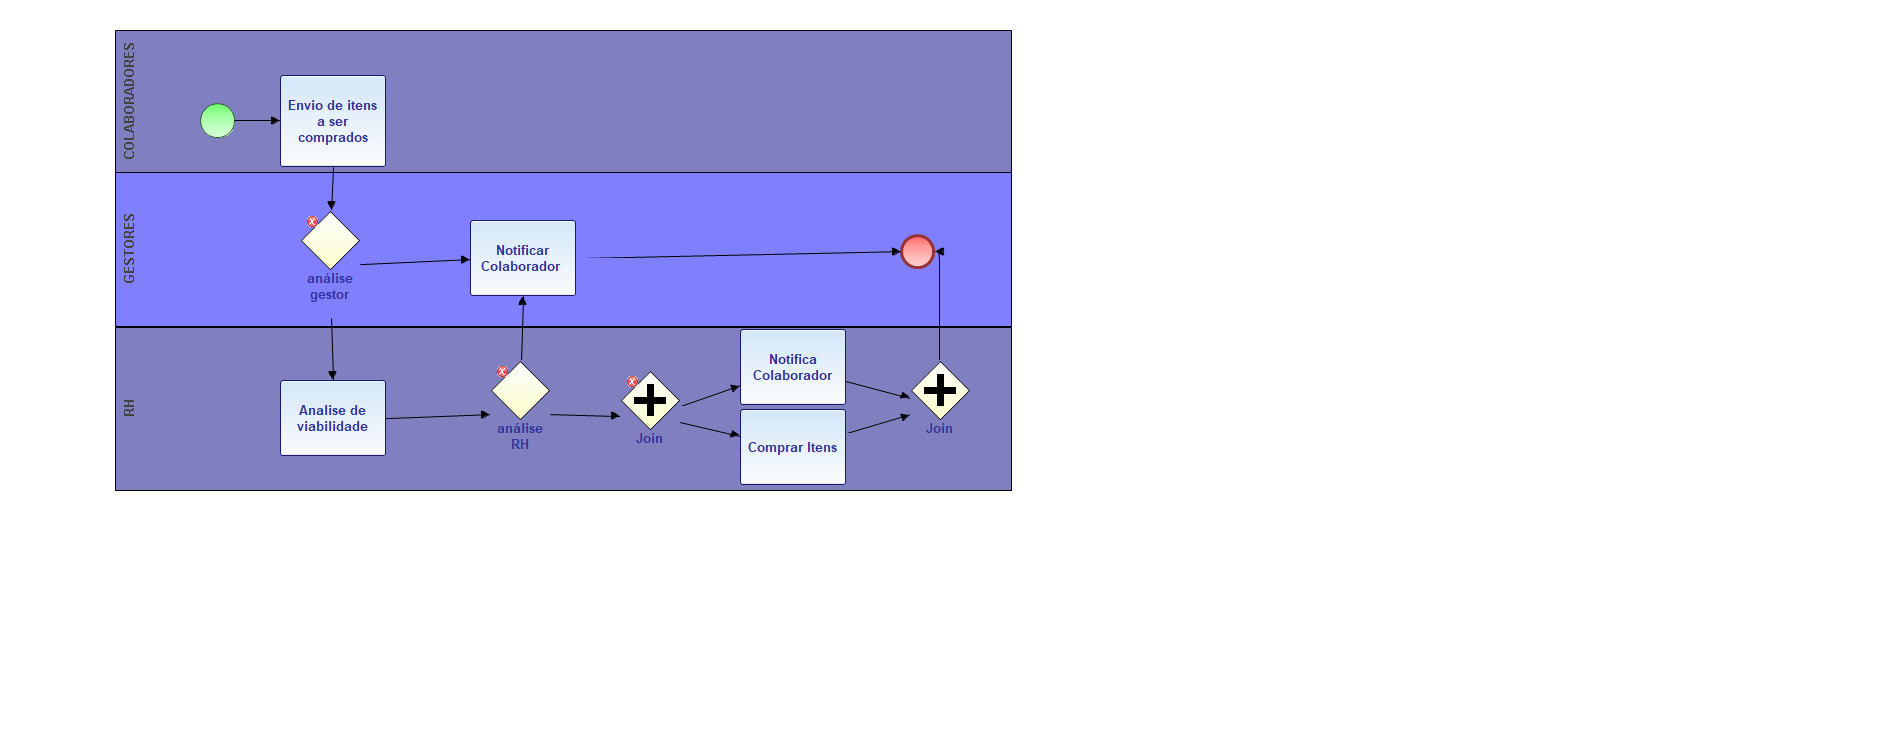 COLABORADORES
Envio de itens
a ser
comprados
GESTORES
análise
gestor
Notificar
Colaborador
RH
Analise de
viabilidade
análise
RH
Join
Notifica
Colaborador
Comprar Itens
Join